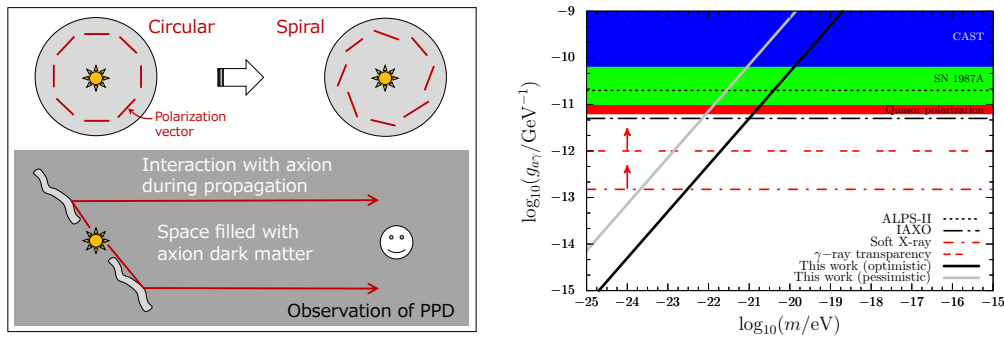 Circular
Spiral
Polarization
vector
Interaction with axion
during propagation
Space filled with
axion dark matter
Observation of PPD
log₁₀(g_{aγ}/GeV⁻¹)
−9
−10
−11
−12
−13
−14
−15
CAST
SN 1987A
Quasor polarization
ALPS-II
IAXO
Soft X-ray
γ−ray transparency
This work (optimistic)
This work (pessimistic)
−25 −24 −23 −22 −21 −20 −19 −18 −17 −16 −15
log₁₀(m/eV)